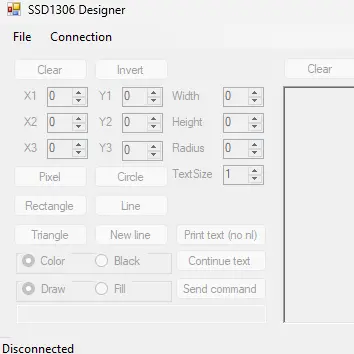 SSD1306 Designer
File Connection
Clear Invert Clear
X1 0 Y1 0 Width 0
X2 0 Y2 0 Height 0
X3 0 Y3 0 Radius 0
Pixel Circle TextSize 1
Rectangle Line
Triangle New line Print text (no nl)
Color Black Continue text
Draw Fill Send command
Disconnected